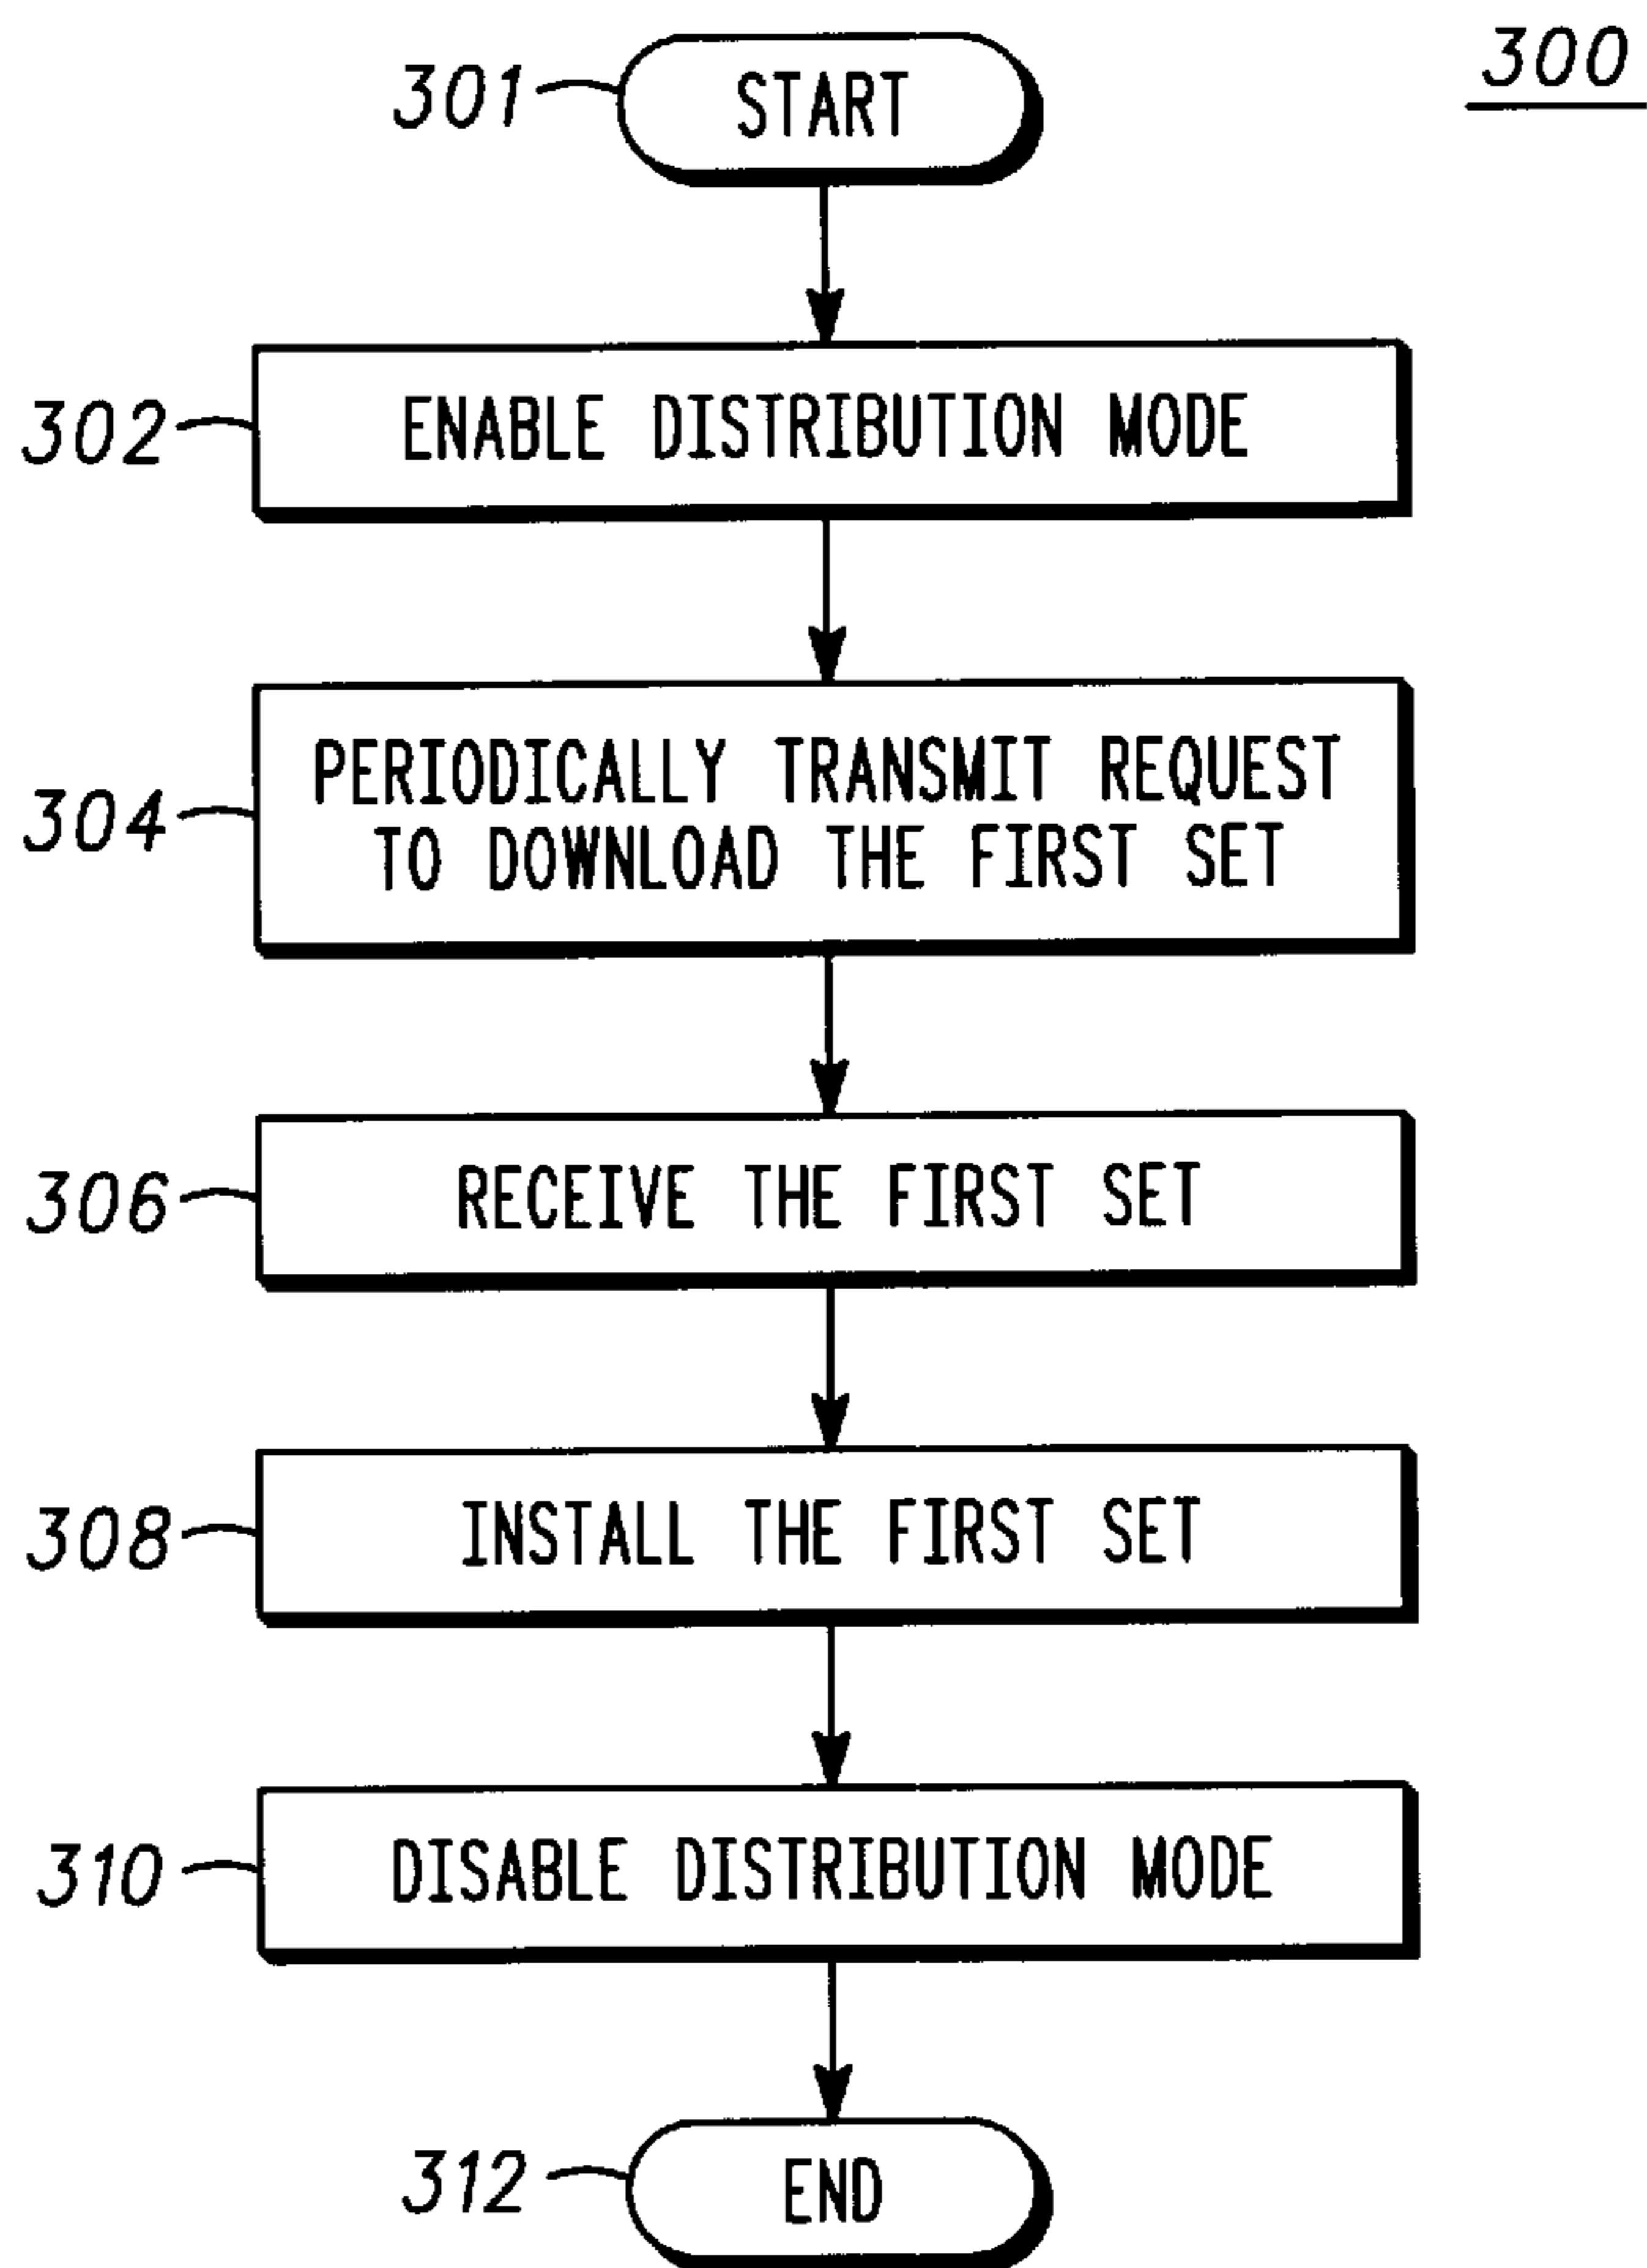 300
301 START
302 ENABLE DISTRIBUTION MODE
304 PERIODICALLY TRANSMIT REQUEST
TO DOWNLOAD THE FIRST SET
306 RECEIVE THE FIRST SET
308 INSTALL THE FIRST SET
310 DISABLE DISTRIBUTION MODE
312 END